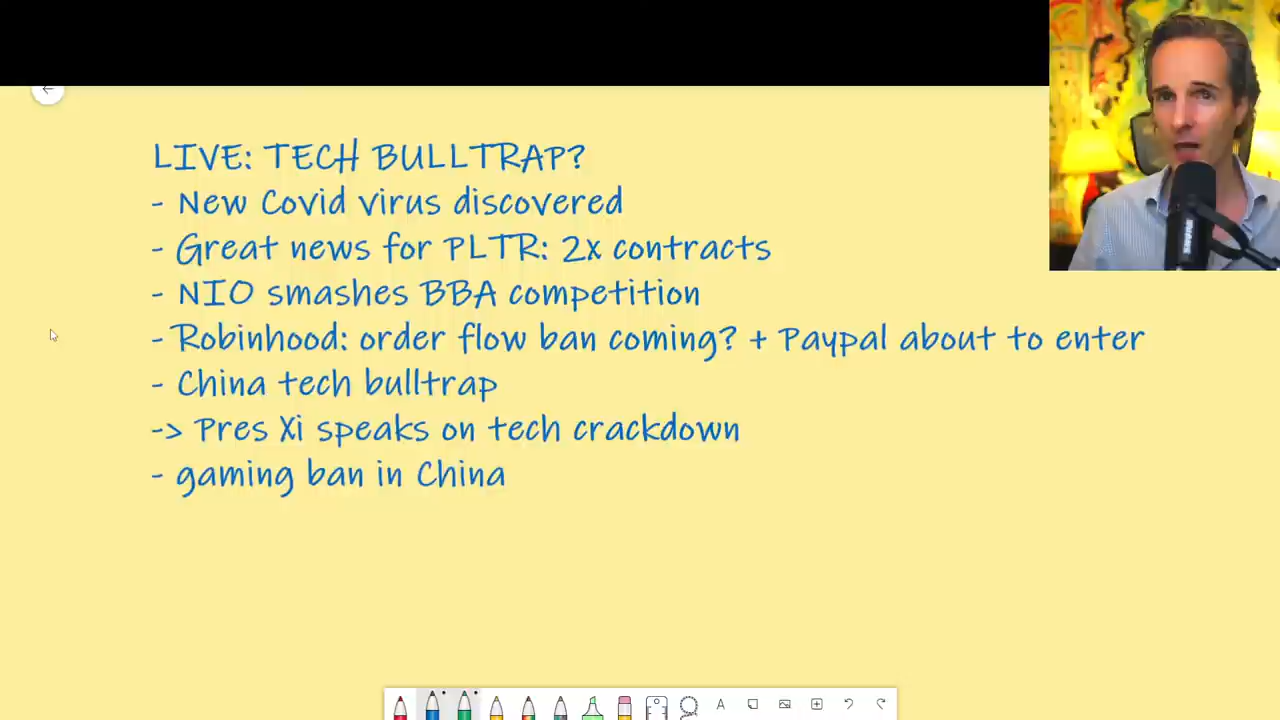 LIVE: TECH BULLTRAP?
- New Covid virus discovered
- Great news for PLTR: 2x contracts
- NIO smashes BBA competition
- Robinhood: order flow ban coming? + Paypal about to enter
- China tech bulltrap
-> Pres Xi speaks on tech crackdown
- gaming ban in China
SHURE
A